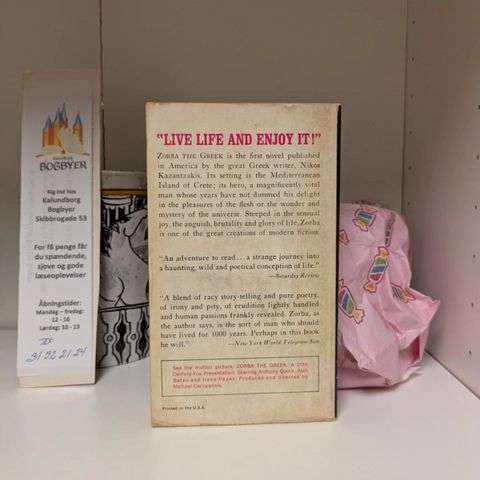 Kalundborg
BOGBYER
Kig ind hos
Kalundborg
Bogbyer
Skibbrogade 53
For få penge får
du spændende,
sjove og gode
læseoplevelser
Åbningstider:
Mandag – fredag:
12 - 16
Lørdag: 10 - 13
"LIVE LIFE AND ENJOY IT!"
ZORBA THE GREEK is the first novel published
in America by the great Greek writer, Nikos
Kazantzakis. Its setting is the Mediterranean
Island of Crete; its hero, a magnificently vital
man whose years have not dimmed his delight
in the pleasures of the flesh or the wonder and
mystery of the universe. Steeped in the sensual
joy, the anguish, brutality and glory of life, Zorba
is one of the great creations of modern fiction.
"An adventure to read...a strange journey into
a haunting, wild and poetical conception of life."
—Saturday Review
"A blend of racy story-telling and pure poetry,
of irony and pity, of erudition lightly handled
and human passions frankly revealed. Zorba, as
the author says, is the sort of man who should
have lived for 1000 years. Perhaps in this book
he will."
—New York World Telegram-Sun
See the motion picture, ZORBA THE GREEK, A 20th
Century-Fox Presentation. Starring Anthony Quinn, Alan
Bates and Irene Papas. Produced and directed by
Michael Cacoyannis.
Printed in the U.S.A.